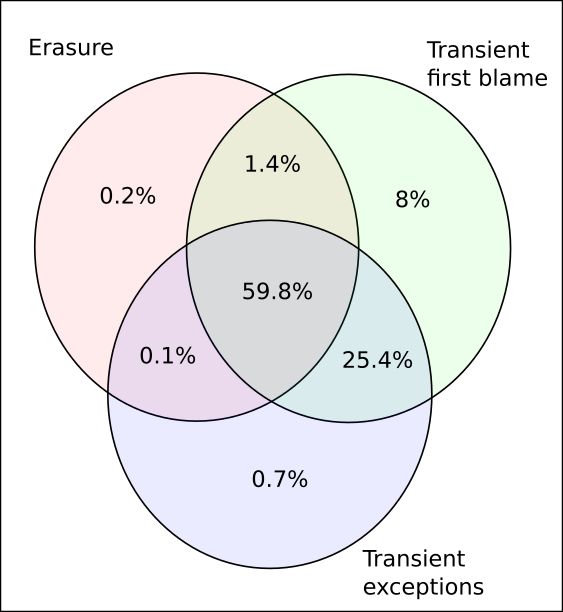 Erasure
Transient
first blame
1.4%
0.2%
8%
59.8%
0.1%
25.4%
0.7%
Transient
exceptions